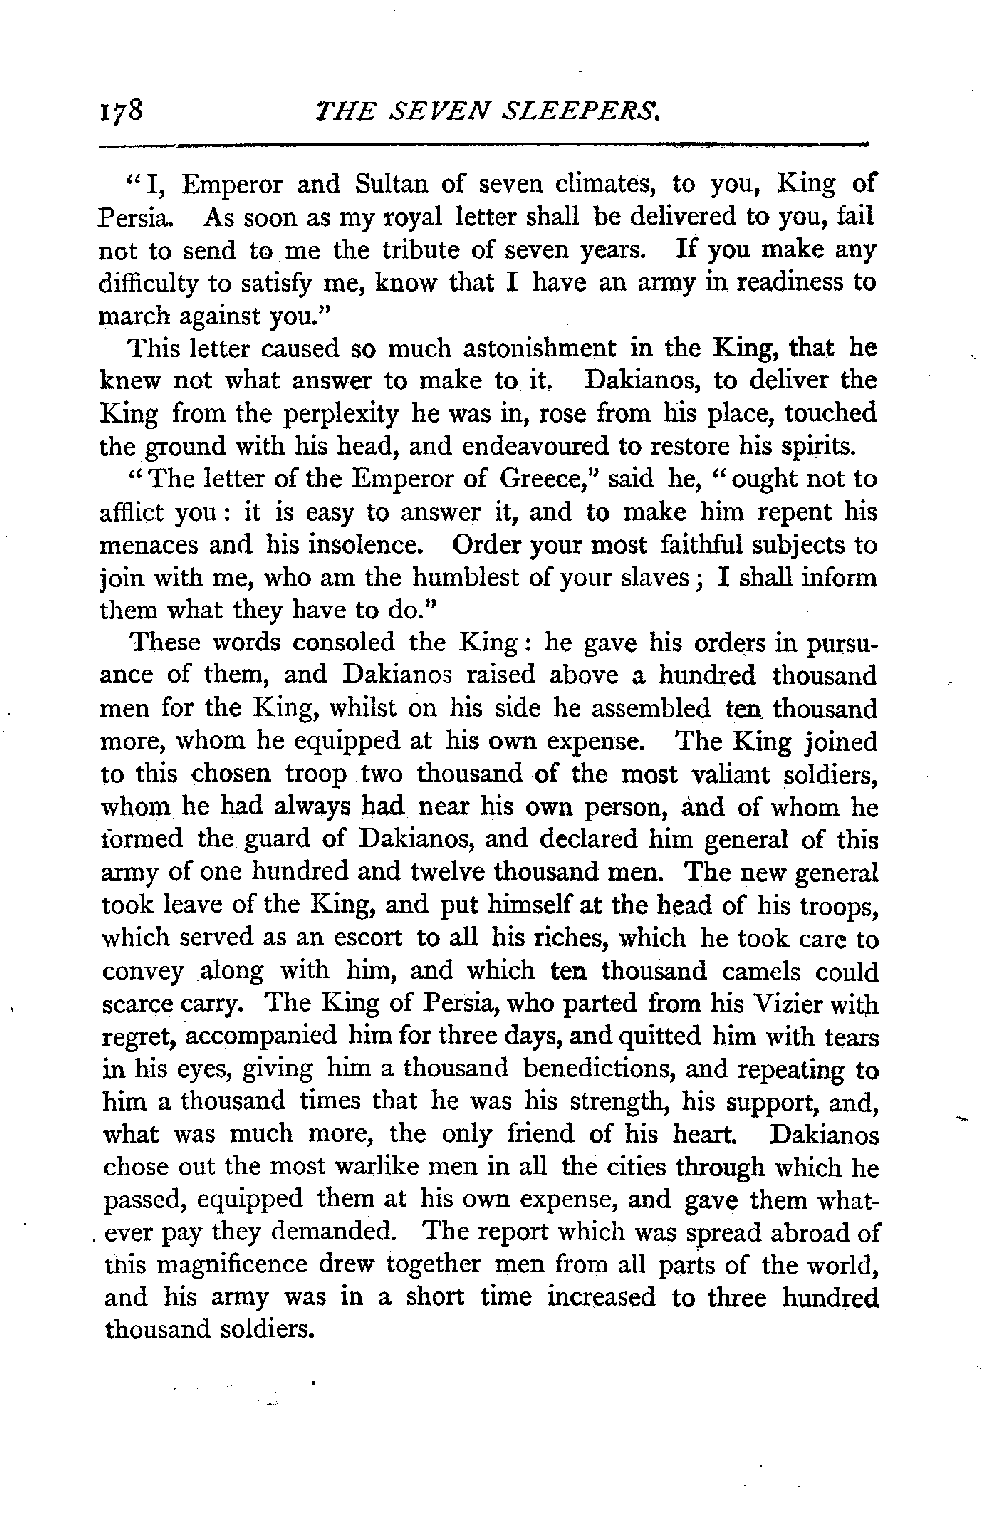 178 THE SEVEN SLEEPERS.
"I, Emperor and Sultan of seven climates, to you, King of
Persia. As soon as my royal letter shall be delivered to you, fail
not to send to me the tribute of seven years. If you make any
difficulty to satisfy me, know that I have an army in readiness to
march against you."
This letter caused so much astonishment in the King, that he
knew not what answer to make to it. Dakianos, to deliver the
King from the perplexity he was in, rose from his place, touched
the ground with his head, and endeavoured to restore his spirits.
"The letter of the Emperor of Greece," said he, "ought not to
afflict you: it is easy to answer it, and to make him repent his
menaces and his insolence. Order your most faithful subjects to
join with me, who am the humblest of your slaves; I shall inform
them what they have to do."
These words consoled the King: he gave his orders in pursu-
ance of them, and Dakianos raised above a hundred thousand
men for the King, whilst on his side he assembled ten thousand
more, whom he equipped at his own expense. The King joined
to this chosen troop two thousand of the most valiant soldiers,
whom he had always had near his own person, and of whom he
formed the guard of Dakianos, and declared him general of this
army of one hundred and twelve thousand men. The new general
took leave of the King, and put himself at the head of his troops,
which served as an escort to all his riches, which he took care to
convey along with him, and which ten thousand camels could
scarce carry. The King of Persia, who parted from his Vizier with
regret, accompanied him for three days, and quitted him with tears
in his eyes, giving him a thousand benedictions, and repeating to
him a thousand times that he was his strength, his support, and,
what was much more, the only friend of his heart. Dakianos
chose out the most warlike men in all the cities through which he
passed, equipped them at his own expense, and gave them what-
ever pay they demanded. The report which was spread abroad of
this magnificence drew together men from all parts of the world,
and his army was in a short time increased to three hundred
thousand soldiers.